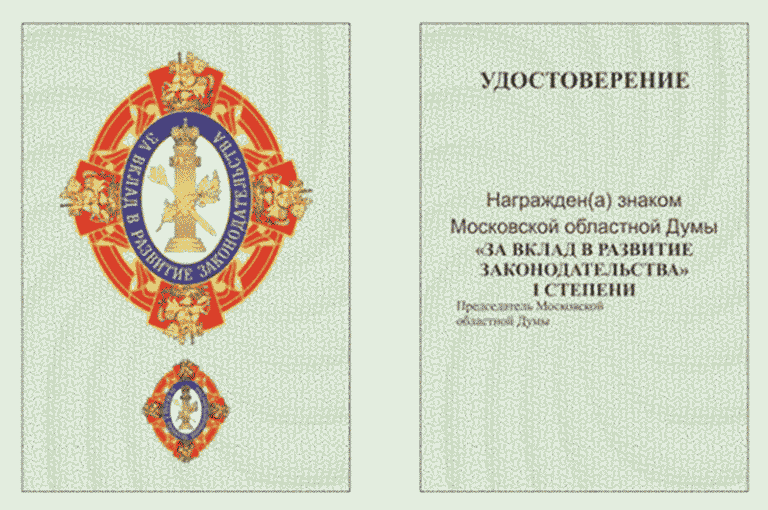 ЗА ВКЛАД В РАЗВИТИЕ ЗАКОНОДАТЕЛЬСТВА
УДОСТОВЕРЕНИЕ
Награжден(а) знаком
Московской областной Думы
«ЗА ВКЛАД В РАЗВИТИЕ
ЗАКОНОДАТЕЛЬСТВА»
I СТЕПЕНИ
Председатель Московской
областной Думы